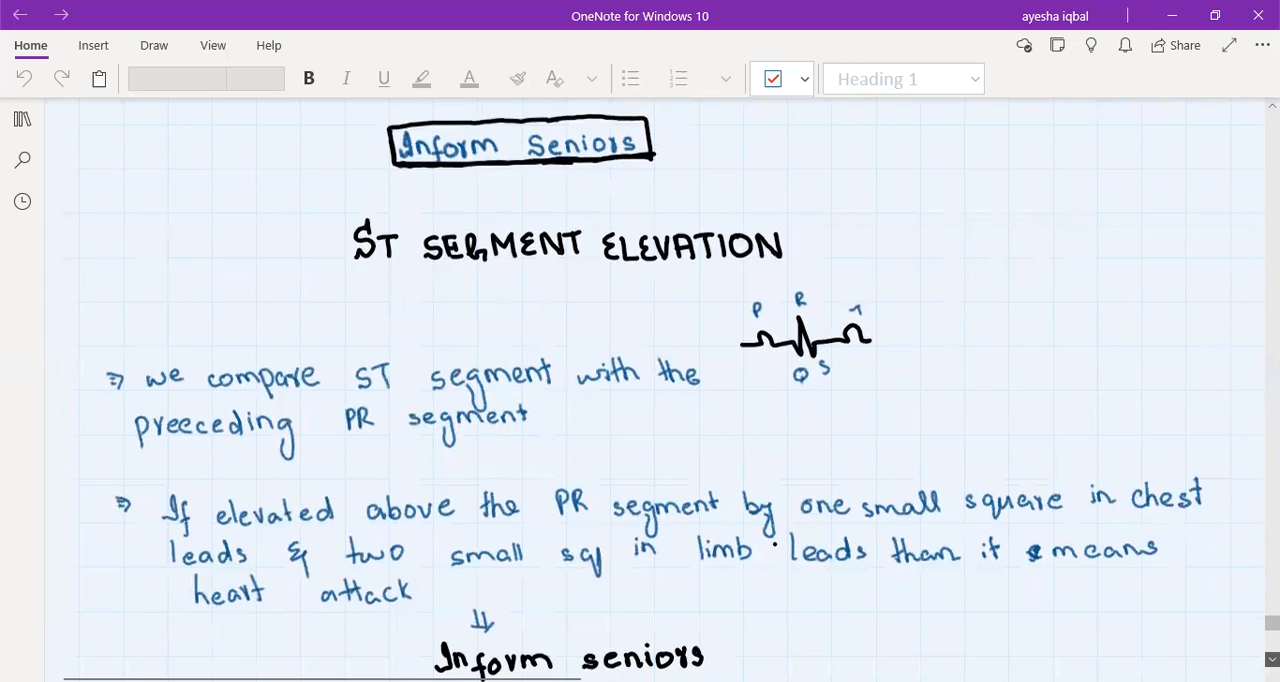 OneNote for Windows 10
ayesha iqbal
Home Insert Draw View Help
Share
B I U A Heading 1
Inform Seniors
ST SEGMENT ELEVATION
P R T
Q S
⇒ we compare ST segment with the
preeceding PR segment
⇒ If elevated above the PR segment by one small square in chest
leads & two small sq in limb leads than it means
heart attack
⇓
Inform seniors